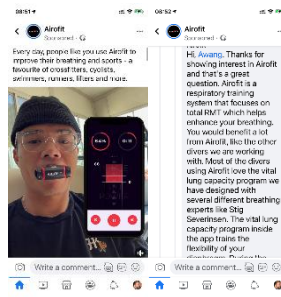 08:51
Airofit
Sponsored
Every day, people like you use Airofit to
improve their breathing and sports - a
favourite of crossfitters, cyclists,
swimmers, runners, lifters and more.
Write a comment...
08:52
Airofit
Sponsored
Hi, Awang. Thanks for
showing interest in Airofit
and that's a great
question. Airofit is a
respiratory training
system that focuses on
total RMT which helps
enhance your breathing.
You would benefit a lot
from Airofit, like the other
divers we are working
with. Most of the divers
using Airofit love the vital
lung capacity program we
have designed with
several different breathing
experts like Stig
Severinsen. The vital lung
capacity program inside
the app trains the
flexibility of your
Write a comment...